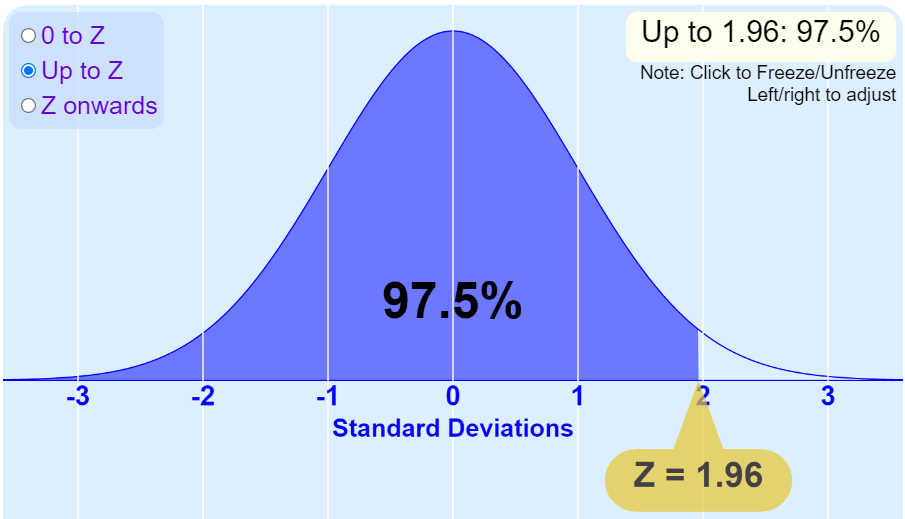 0 to Z
Up to Z
Z onwards
Up to 1.96: 97.5%
Note: Click to Freeze/Unfreeze
Left/right to adjust
97.5%
-3 -2 -1 0 1 2 3
Standard Deviations
Z = 1.96